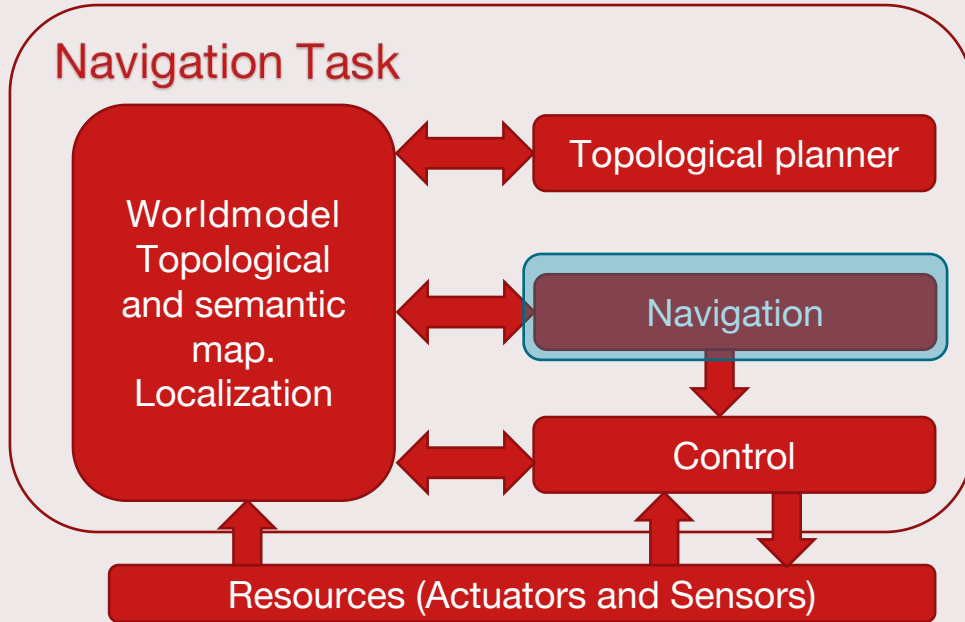 Navigation Task
Worldmodel
Topological
and semantic
map.
Localization
Topological planner
Navigation
Control
Resources (Actuators and Sensors)